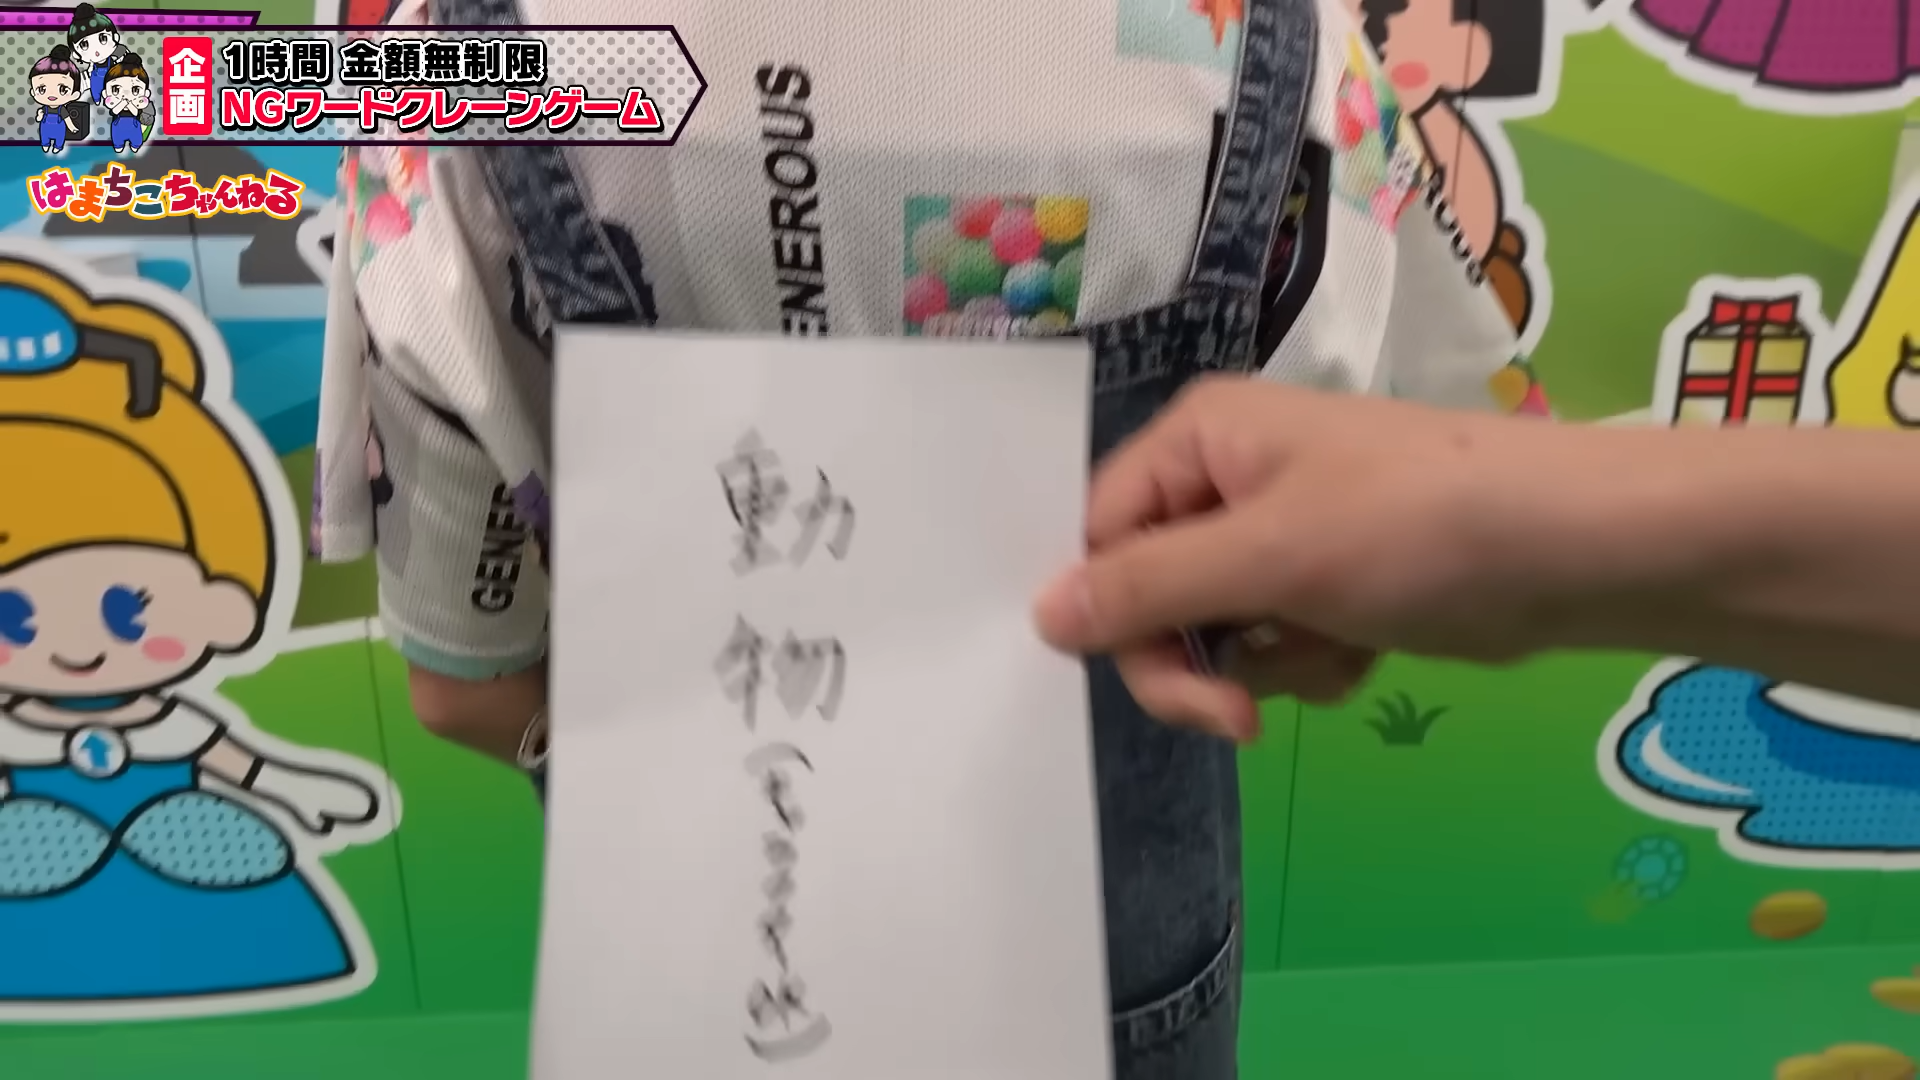 企画
1時間 金額無制限
NGワードクレーンゲーム
はまちこちゃんねる
GENEROUS
動物